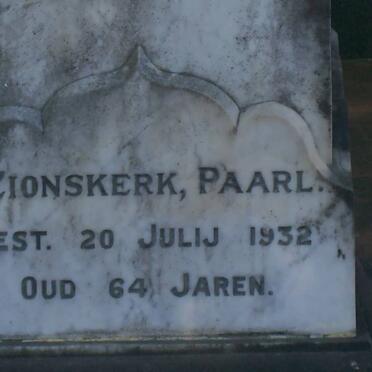 ZIONSKERK, PAARL.
EST. 20 JULIJ 1932
OUD 64 JAREN.